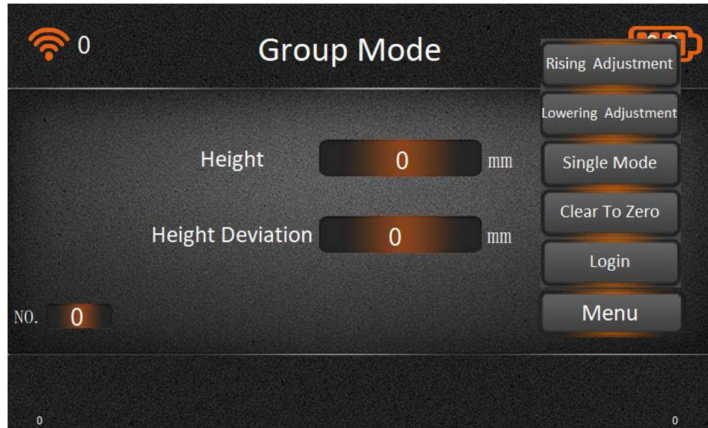 0
Group Mode
Rising Adjustment
Lowering Adjustment
Height 0 mm
Single Mode
Clear To Zero
Height Deviation 0 mm
Login
NO. 0
Menu
0
0